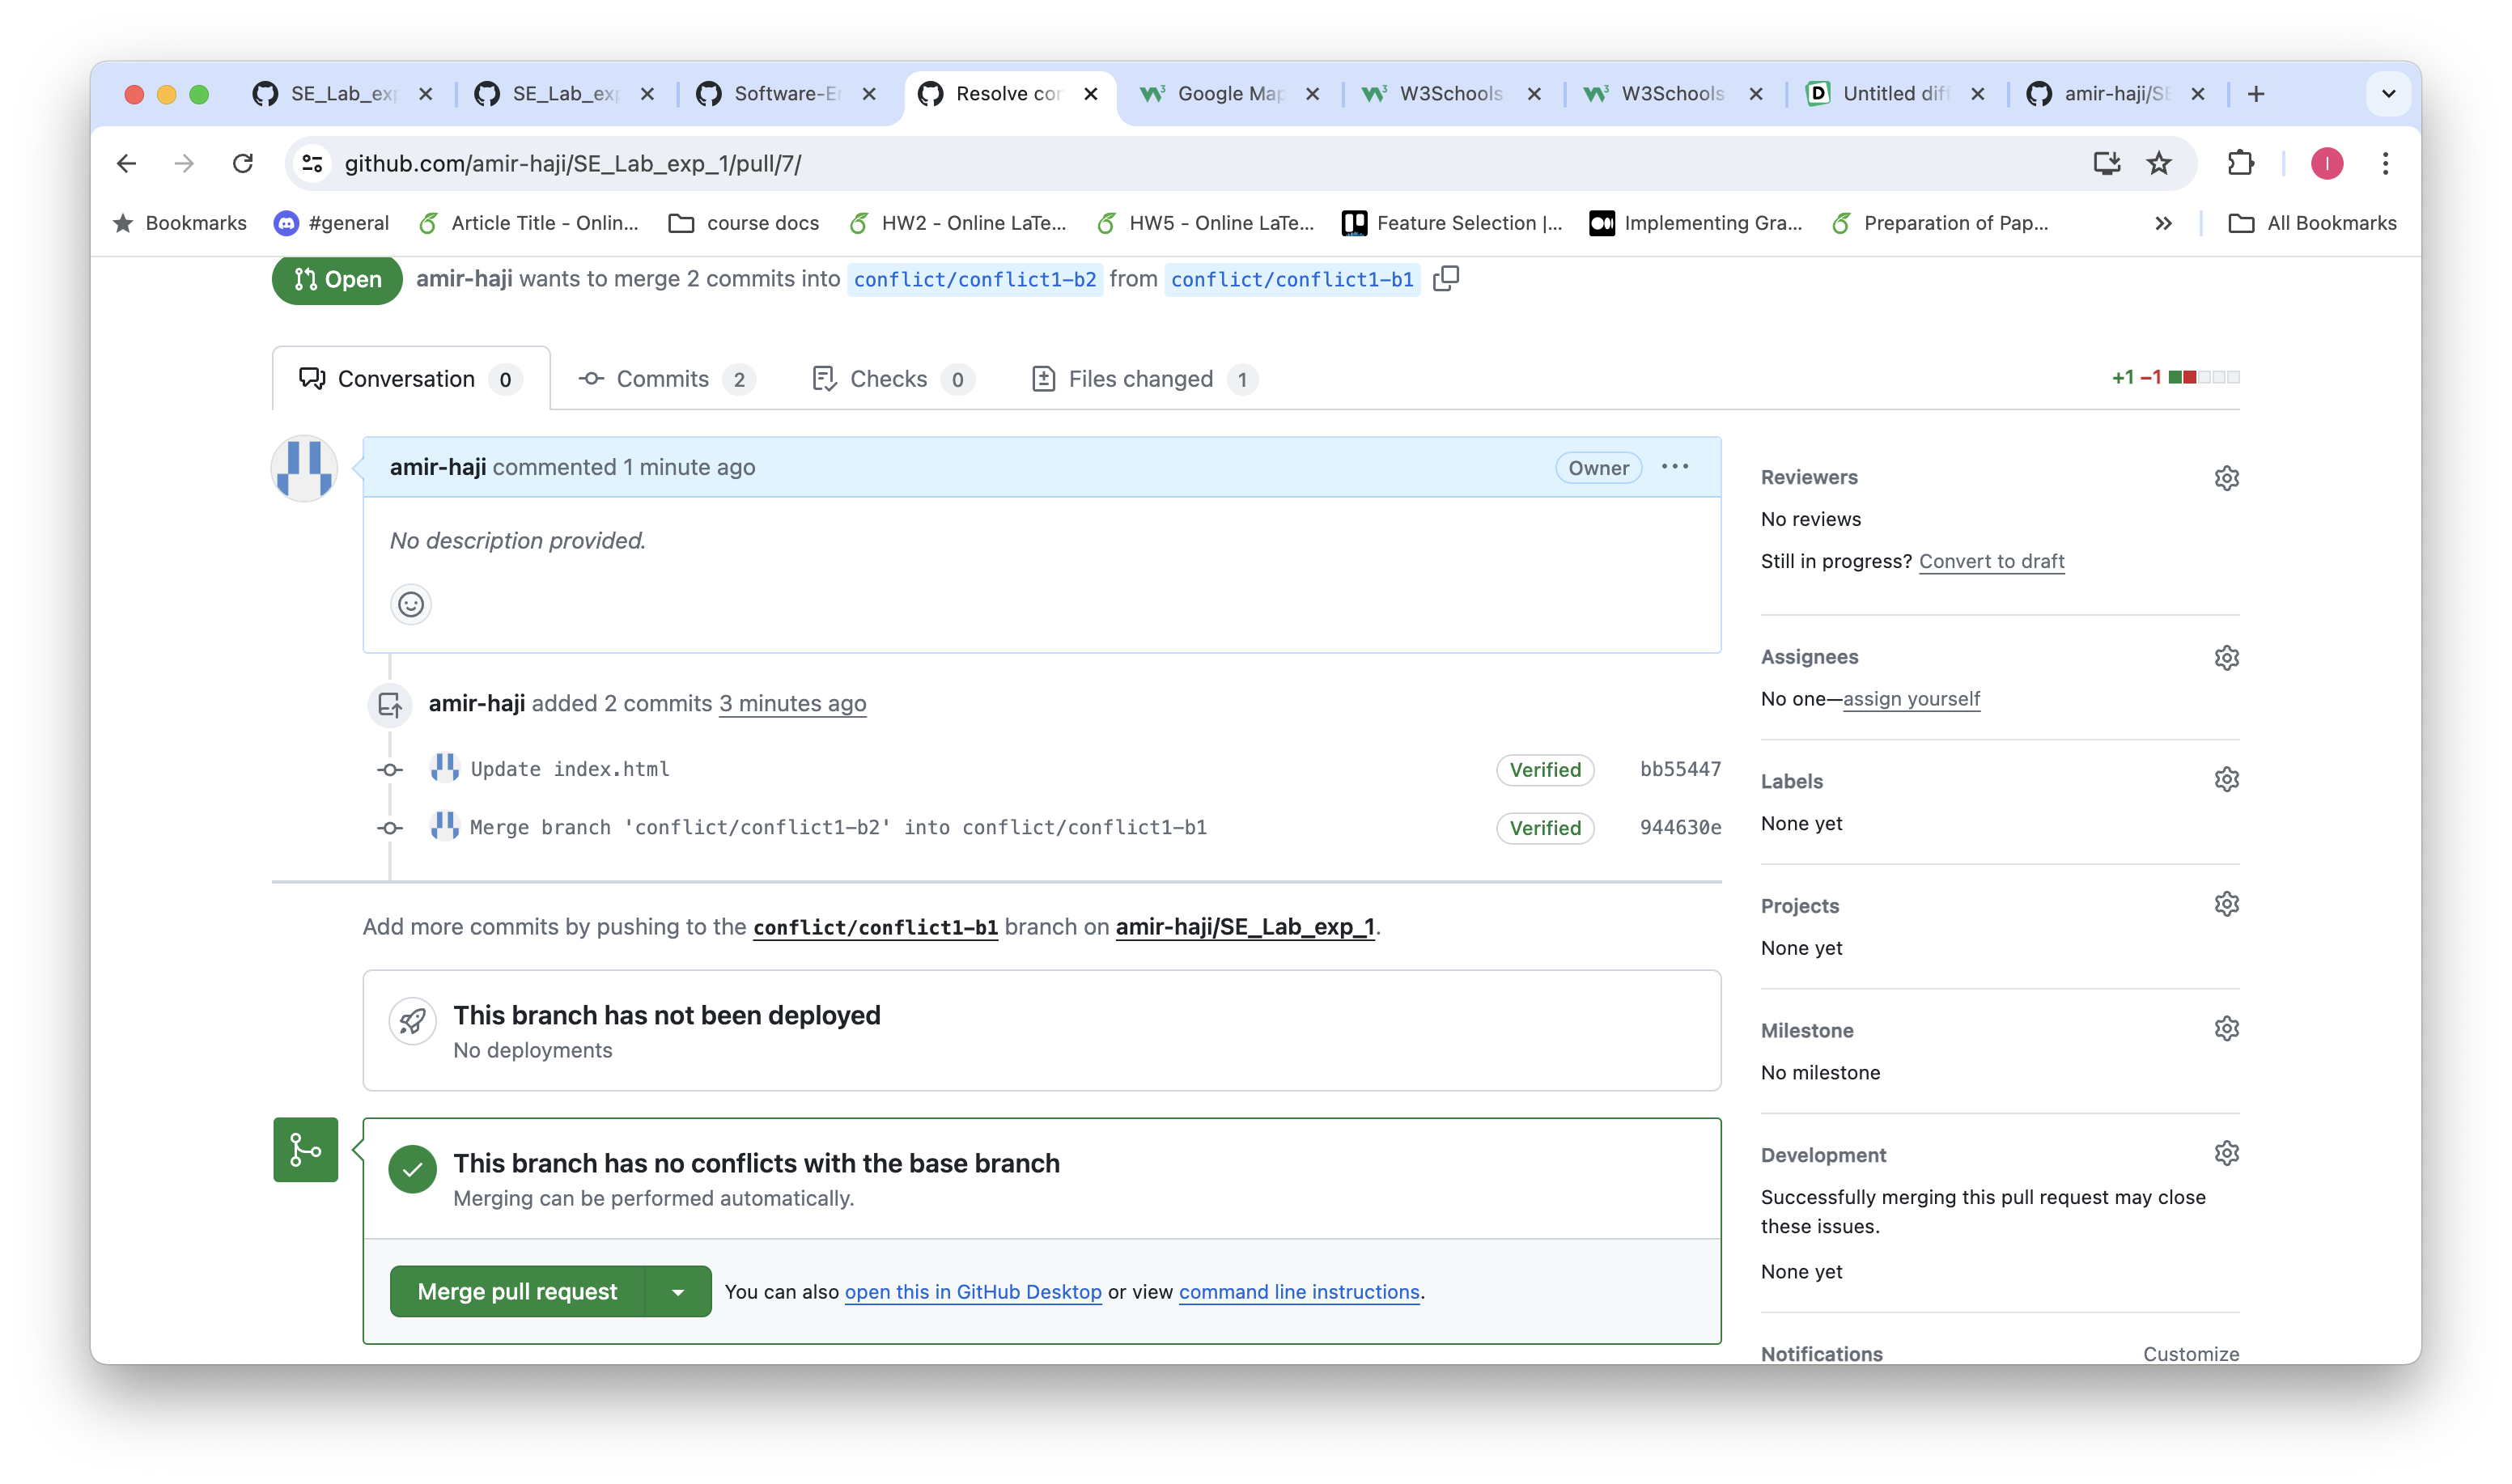 SE_Lab_exp
SE_Lab_exp
Software-E
Resolve con
Google Map
W3Schools
W3Schools
Untitled diff
amir-haji/SE
github.com/amir-haji/SE_Lab_exp_1/pull/7/
I
Bookmarks
#general
Article Title - Onlin...
course docs
HW2 - Online LaTe...
HW5 - Online LaTe...
Feature Selection |...
Implementing Gra...
Preparation of Pap...
All Bookmarks
Open amir-haji wants to merge 2 commits into conflict/conflict1-b2 from conflict/conflict1-b1
Conversation 0
Commits 2
Checks 0
Files changed 1
+1 −1
amir-haji commented 1 minute ago
Owner
No description provided.
amir-haji added 2 commits 3 minutes ago
Update index.html Verified bb55447
Merge branch 'conflict/conflict1-b2' into conflict/conflict1-b1 Verified 944630e
Add more commits by pushing to the conflict/conflict1-b1 branch on amir-haji/SE_Lab_exp_1.
This branch has not been deployed
No deployments
This branch has no conflicts with the base branch
Merging can be performed automatically.
Merge pull request
You can also open this in GitHub Desktop or view command line instructions.
Reviewers
No reviews
Still in progress? Convert to draft
Assignees
No one—assign yourself
Labels
None yet
Projects
None yet
Milestone
No milestone
Development
Successfully merging this pull request may close
these issues.
None yet
Notifications
Customize